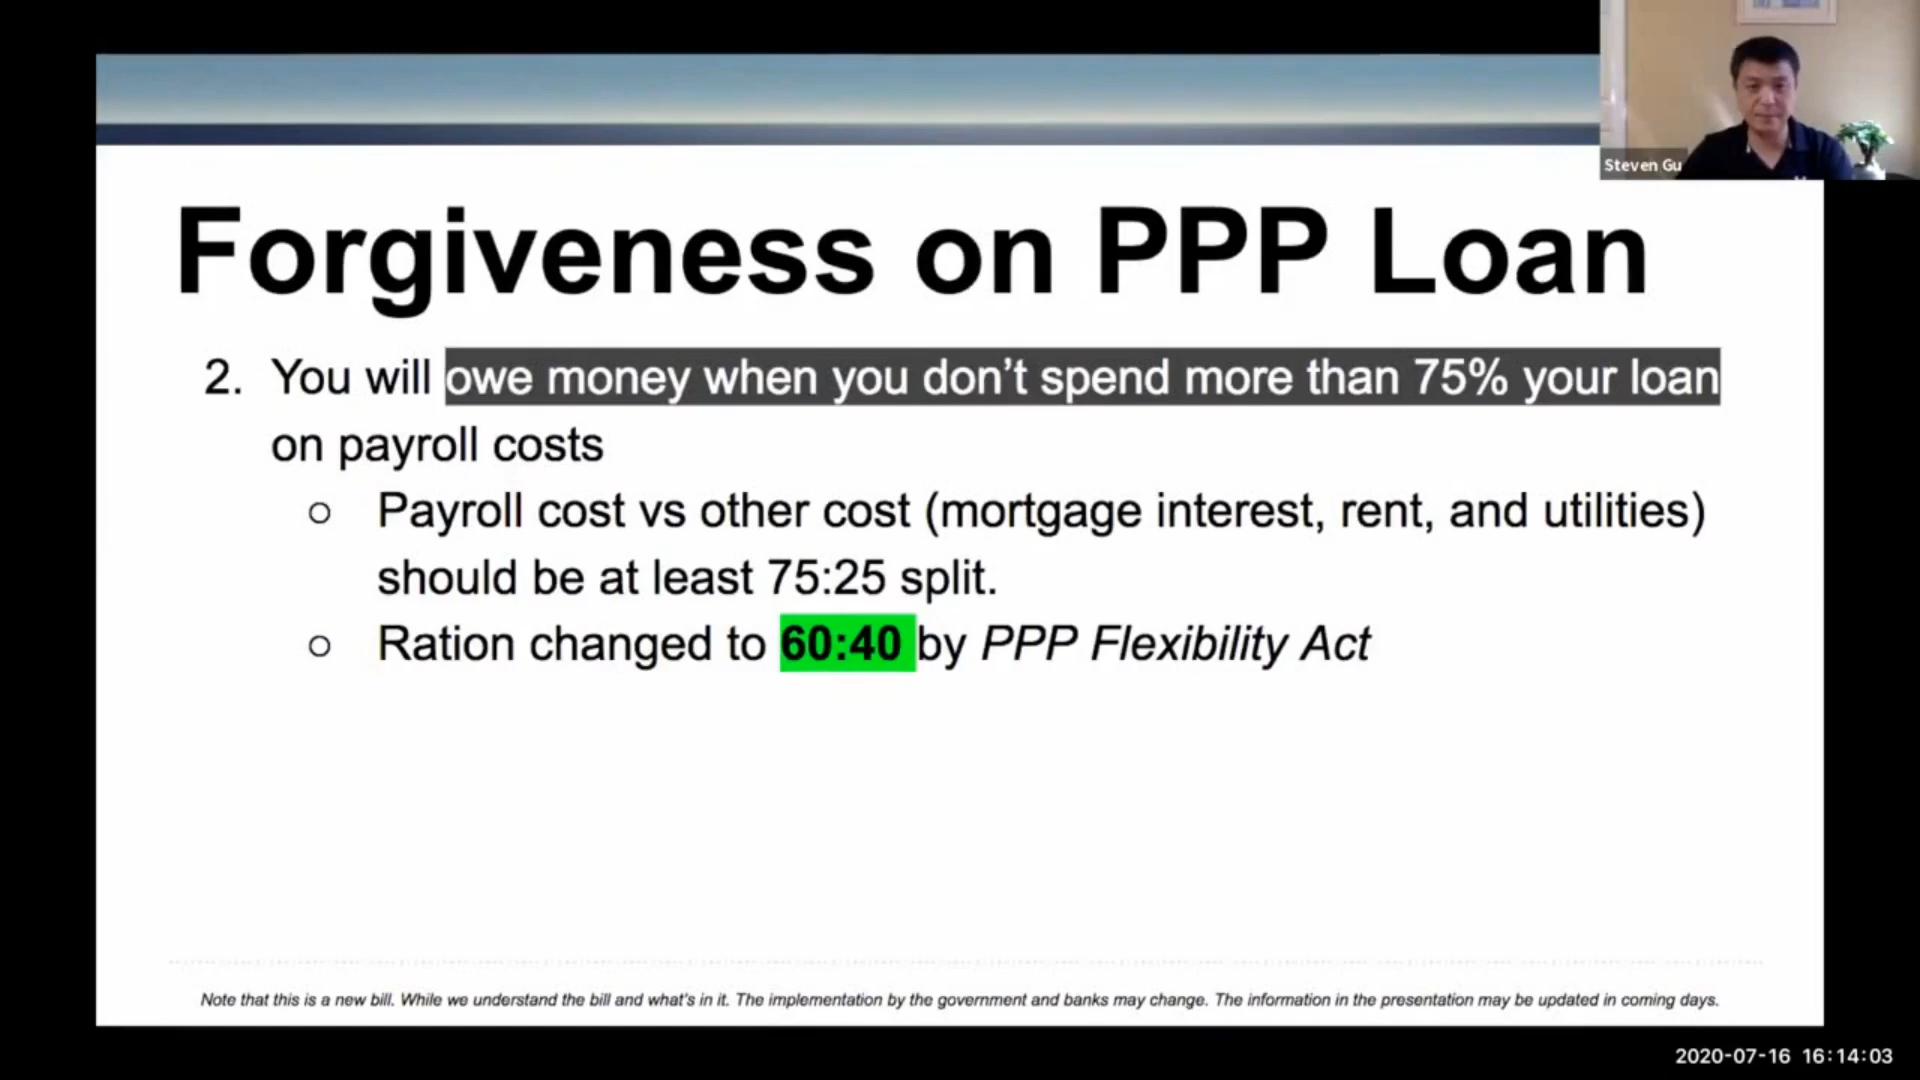 Steven Gu
Forgiveness on PPP Loan
2. You will owe money when you don’t spend more than 75% your loan
on payroll costs
○ Payroll cost vs other cost (mortgage interest, rent, and utilities)
should be at least 75:25 split.
○ Ration changed to 60:40 by PPP Flexibility Act
Note that this is a new bill. While we understand the bill and what's in it. The implementation by the government and banks may change. The information in the presentation may be updated in coming days.
2020-07-16 16:14:03